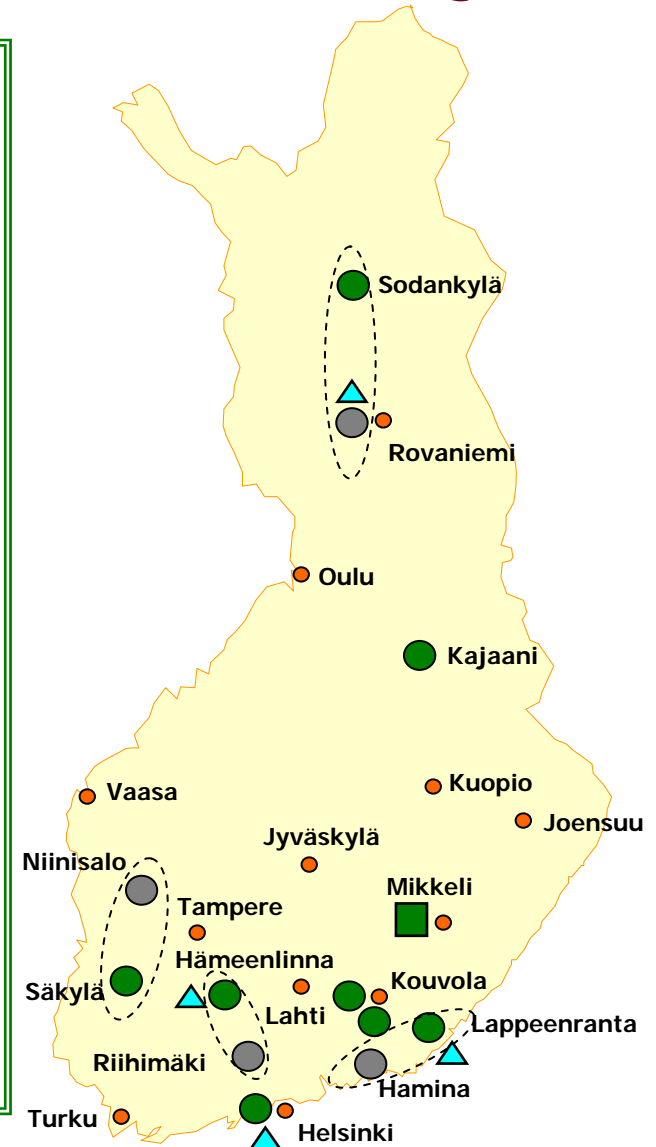 Sodankylä
Rovaniemi
Oulu
Kajaani
Kuopio
Vaasa
Joensuu
Jyväskylä
Niinisalo
Mikkeli
Tampere
Hämeenlinna
Kouvola
Säkylä
Lahti
Lappeenranta
Riihimäki
Hamina
Turku
Helsinki